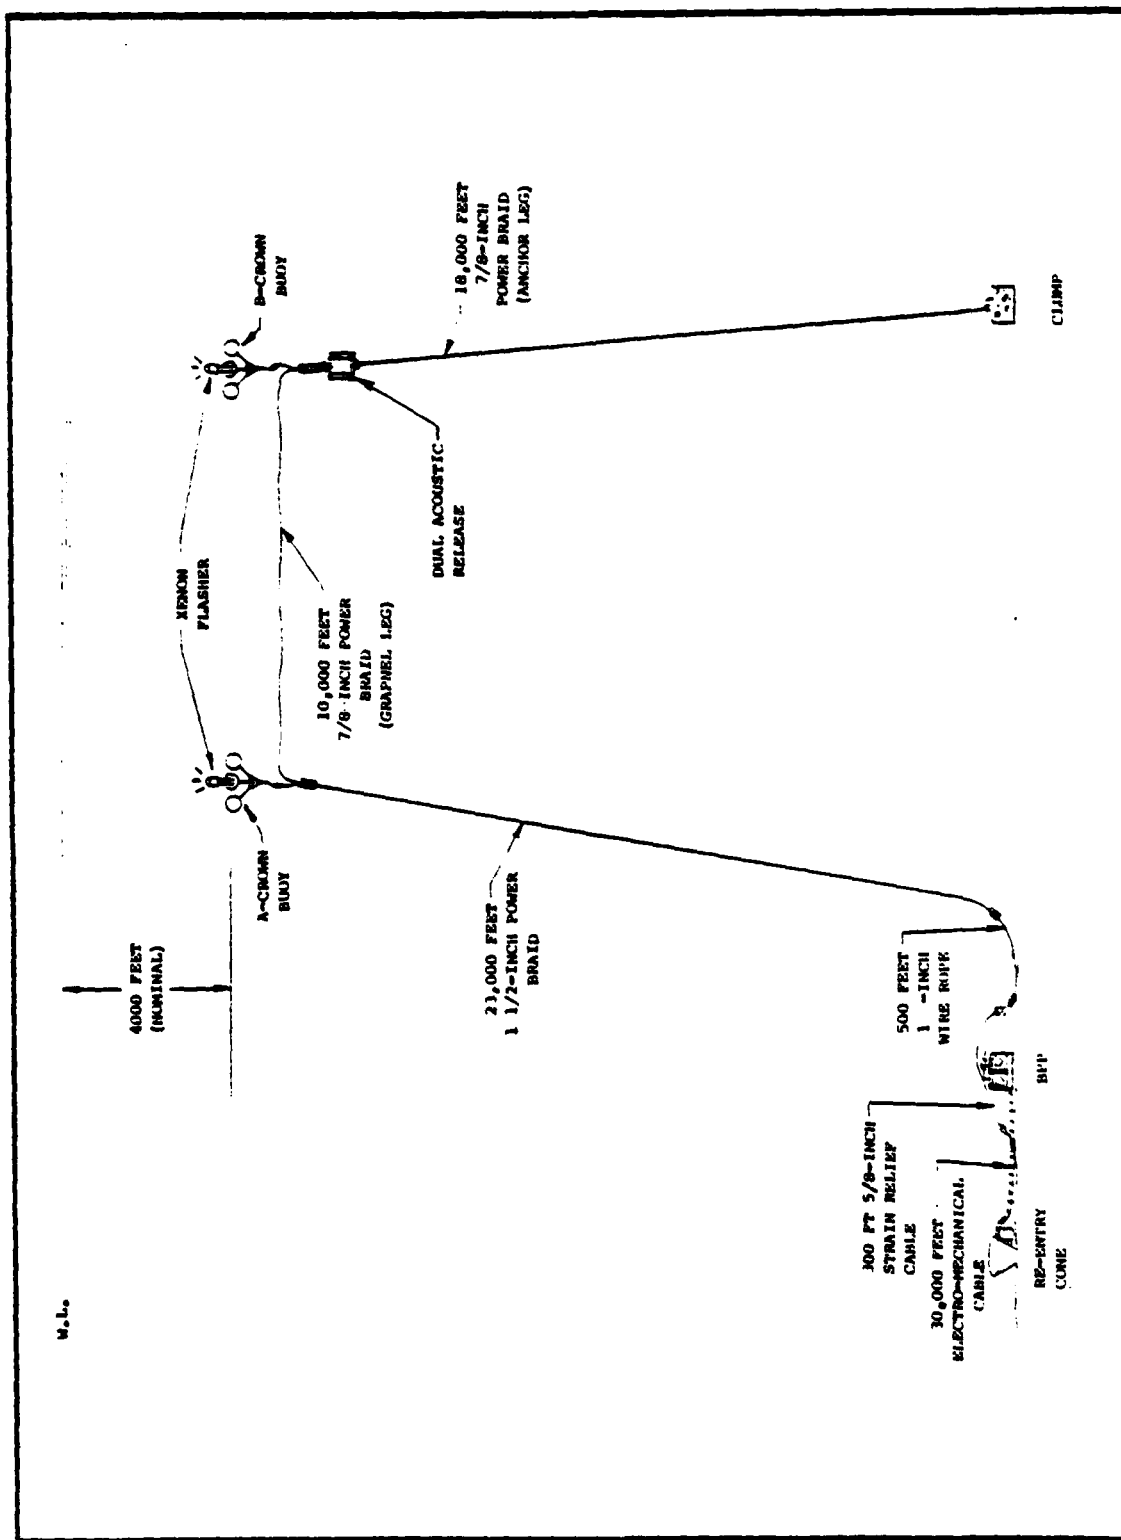 W.L.
4000 FEET
(NOMINAL)
XENON
FLASHER
A-CROWN
BUOY
B-CROWN
BUOY
10,000 FEET
7/8-INCH POWER
BRAID
(GRAPNEL LEG)
18,000 FEET
7/8-INCH
POWER BRAID
(ANCHOR LEG)
DUAL ACOUSTIC
RELEASE
23,000 FEET
1 1/2-INCH POWER
BRAID
300 FT 5/8-INCH
STRAIN RELIEF
CABLE
500 FEET
1 -INCH
WIRE ROPE
30,000 FEET
ELECTRO-MECHANICAL
CABLE
RE-ENTRY
CONE
BPP
CLUMP